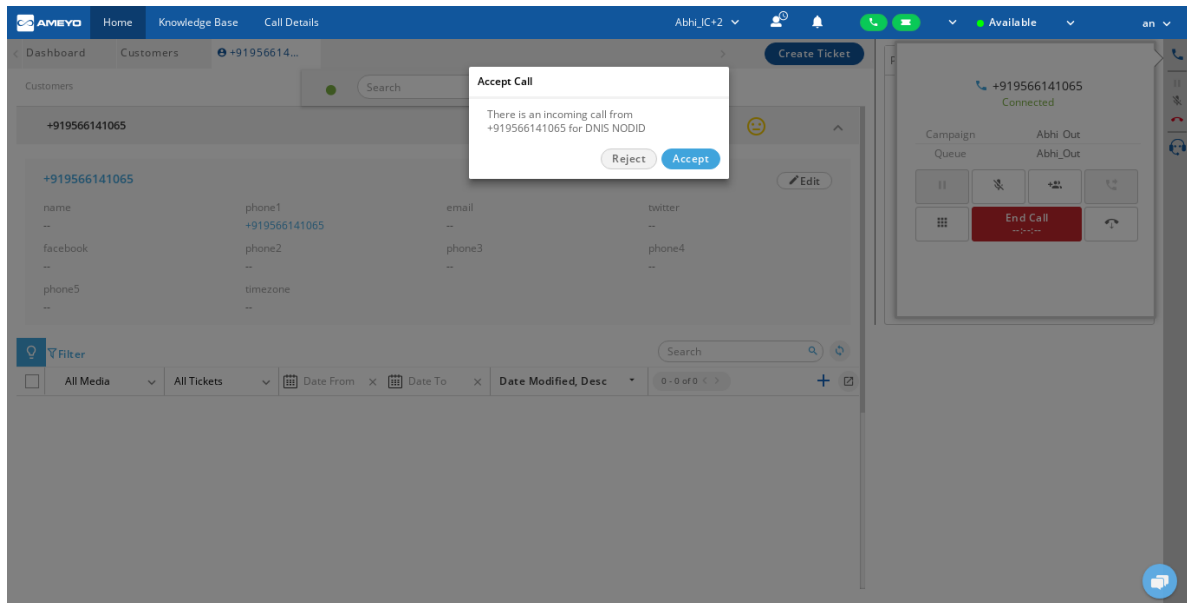 AMEYO Home Knowledge Base Call Details Abhi_IC+2 Available an
Dashboard Customers +91956614... Create Ticket
Customers Search
+919566141065
Accept Call
There is an incoming call from
+919566141065 for DNIS NODID
Reject Accept
+919566141065 Edit
name phone1 email twitter
-- +919566141065 -- --
facebook phone2 phone3 phone4
-- -- -- --
phone5 timezone
-- --
Filter Search
All Media All Tickets Date From Date To Date Modified, Desc 0 - 0 of 0
+919566141065
Connected
Campaign Abhi Out
Queue Abhi_Out
End Call
--:--:--